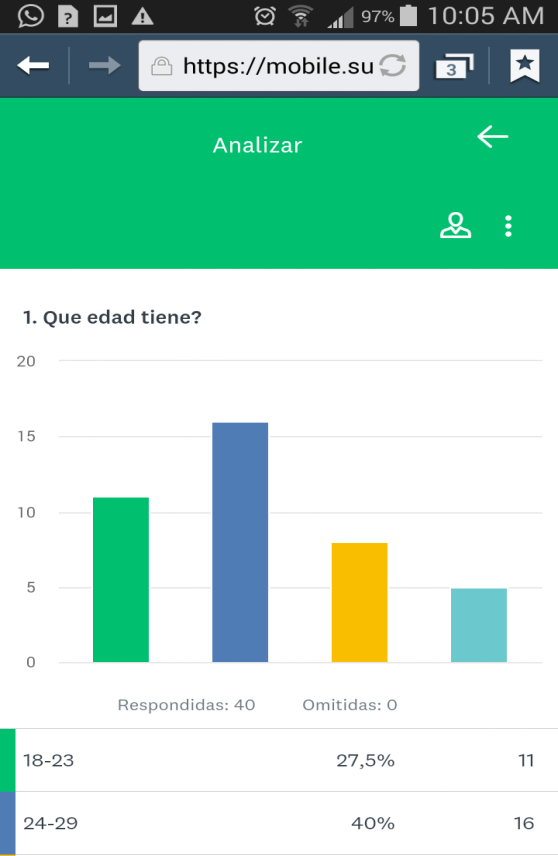 97% 10:05 AM
https://mobile.su
3
Analizar
1. Que edad tiene?
20
15
10
5
0
Respondidas: 40 Omitidas: 0
18-23 27,5% 11
24-29 40% 16